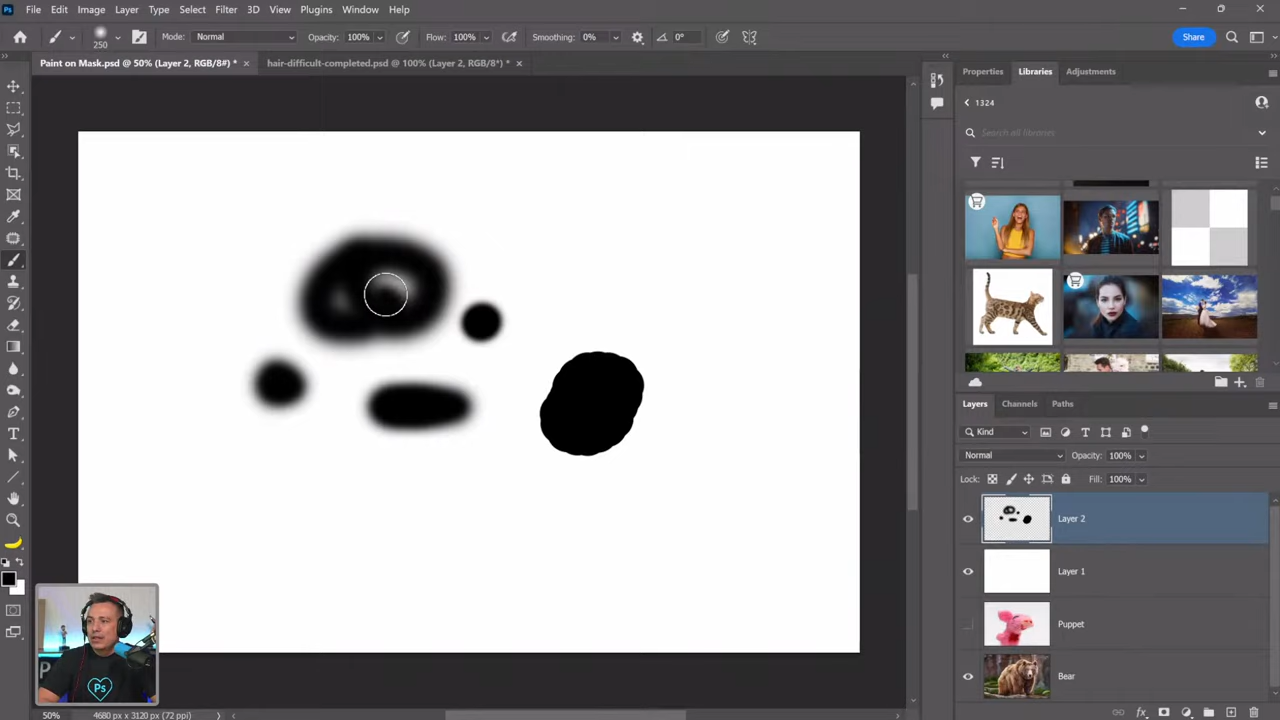 Ps File Edit Image Layer Type Select Filter 3D View Plugins Window Help
250 Mode: Normal Opacity: 100% Flow: 100% Smoothing: 0% 0° Share
Paint on Mask.psd @ 50% (Layer 2, RGB/8#) * × hair-difficult-completed.psd @ 100% (Layer 2, RGB/8*) * ×
Properties Libraries Adjustments
1324
Search all libraries
Layers Channels Paths
Kind
Normal Opacity: 100%
Lock: Fill: 100%
Layer 2
Layer 1
Puppet
Bear
Ps
50% 4680 px x 3120 px (72 ppi)